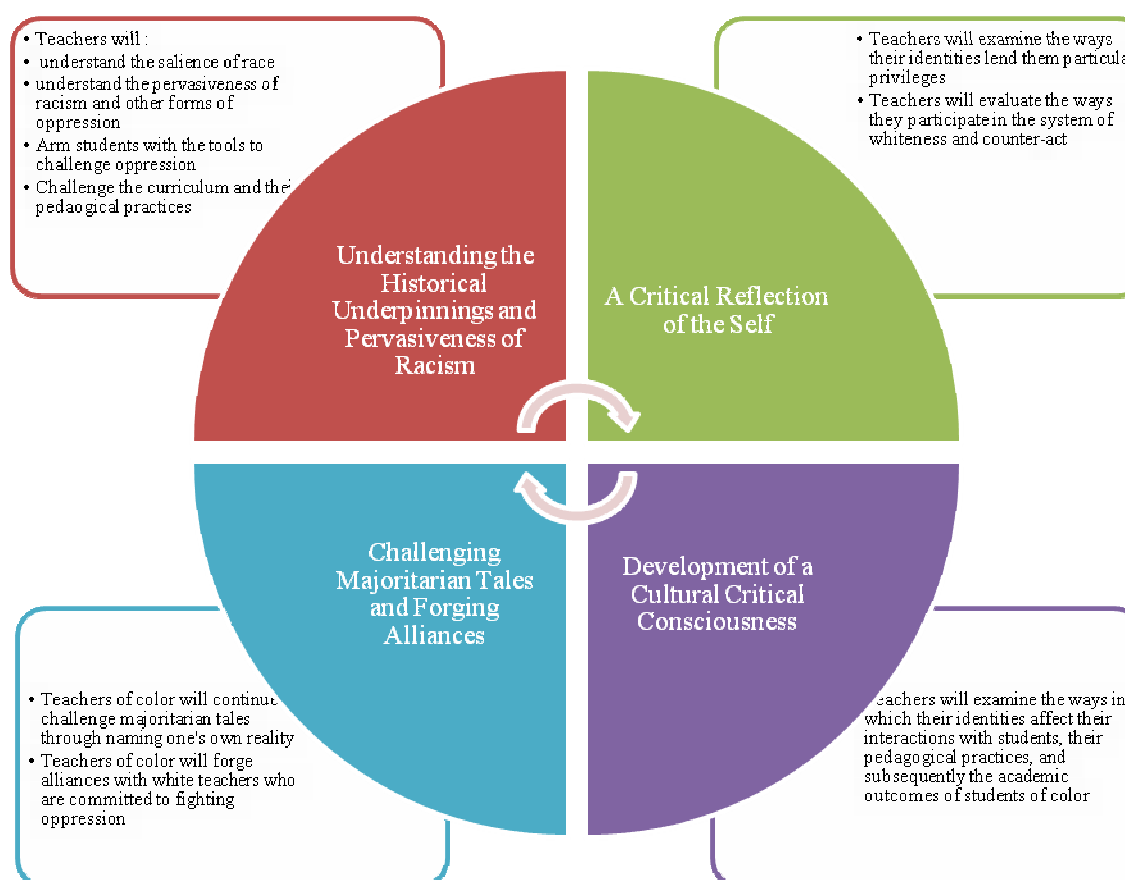 • Teachers will :
• understand the salience of race
• understand the pervasiveness of
racism and other forms of
oppression
• Arm students with the tools to
challenge oppression
• Challenge the curriculum and
pedaogical practices
• Teachers will examine the ways
their identities lend them
privileges
• Teachers will evaluate the ways
they participate in the system of
whiteness and counter-act
Understanding the
Historical
Underpinnings and
Pervasiveness of
Racism
A Critical Reflection
of the Self
Challenging
Majoritarian Tales
and Forging
Alliances
Development of a
Cultural Critical
Consciousness
• Teachers of color will
challenge majoritarian tales
through naming one's own reality
• Teachers of color will forge
alliances with white teachers who
are committed to fighting
oppression
will examine the ways in
which their identities affect their
interactions with students, their
pedagogical practices, and
subsequently the academic
outcomes of students of color